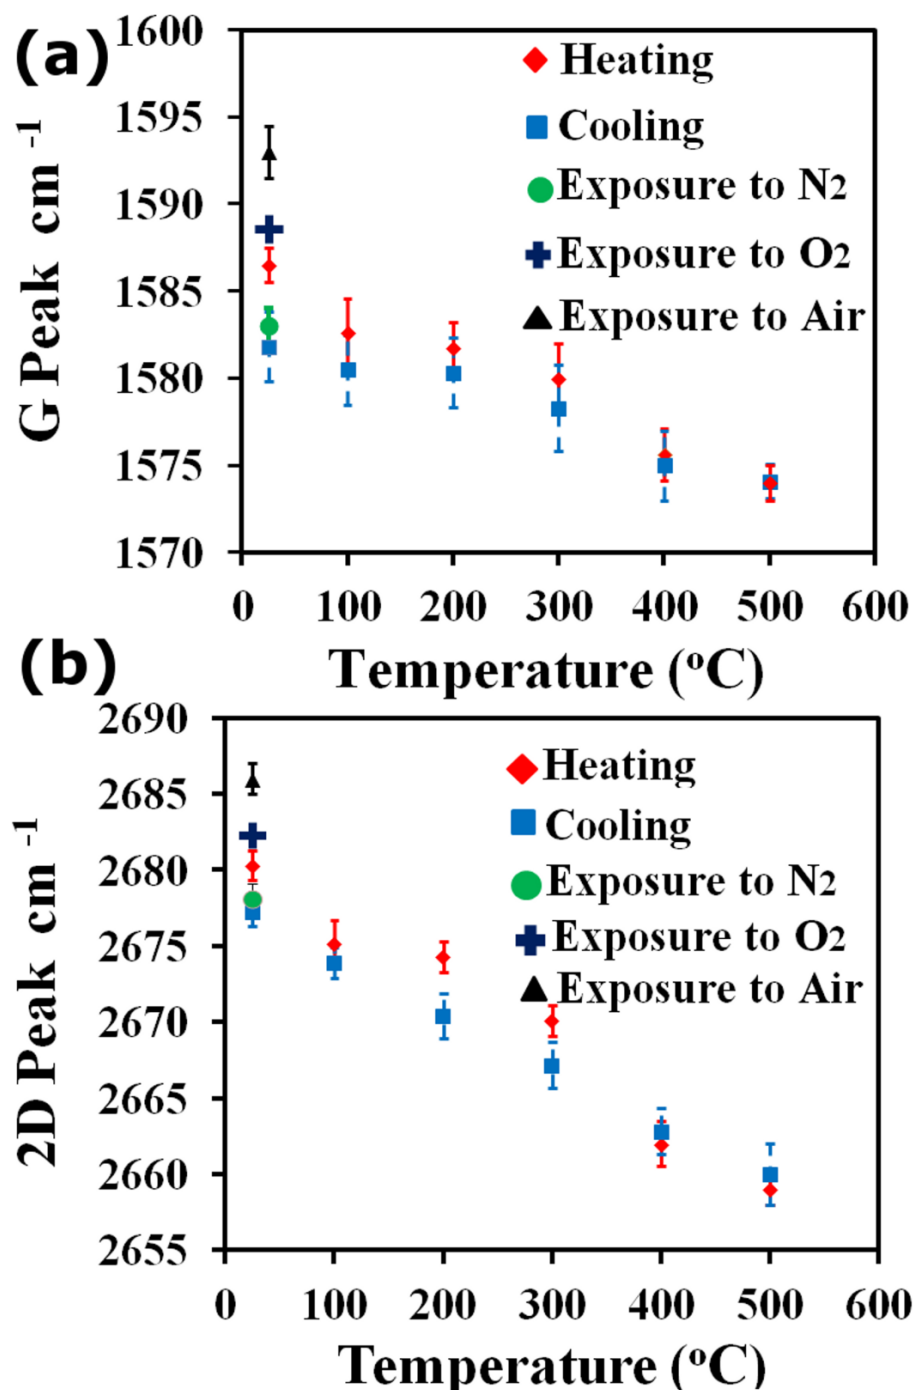 (a)
1600
1595
1590
1585
1580
1575
1570
G Peak cm -1
Heating
Cooling
Exposure to N2
Exposure to O2
Exposure to Air
0 100 200 300 400 500 600
Temperature (oC)
(b)
2690
2685
2680
2675
2670
2665
2660
2655
2D Peak cm -1
Heating
Cooling
Exposure to N2
Exposure to O2
Exposure to Air
0 100 200 300 400 500 600
Temperature (oC)